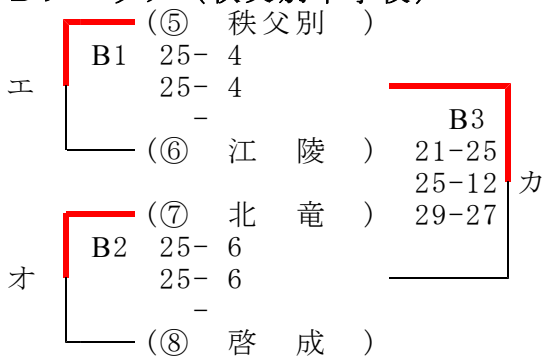 (⑤ 秩父別 )
B1 25- 4
エ 25- 4
-
B3
(⑥ 江 陵 ) 21-25
25-12 カ
(⑦ 北 竜 ) 29-27
B2 25- 6
オ 25- 6
-
(⑧ 啓 成 )